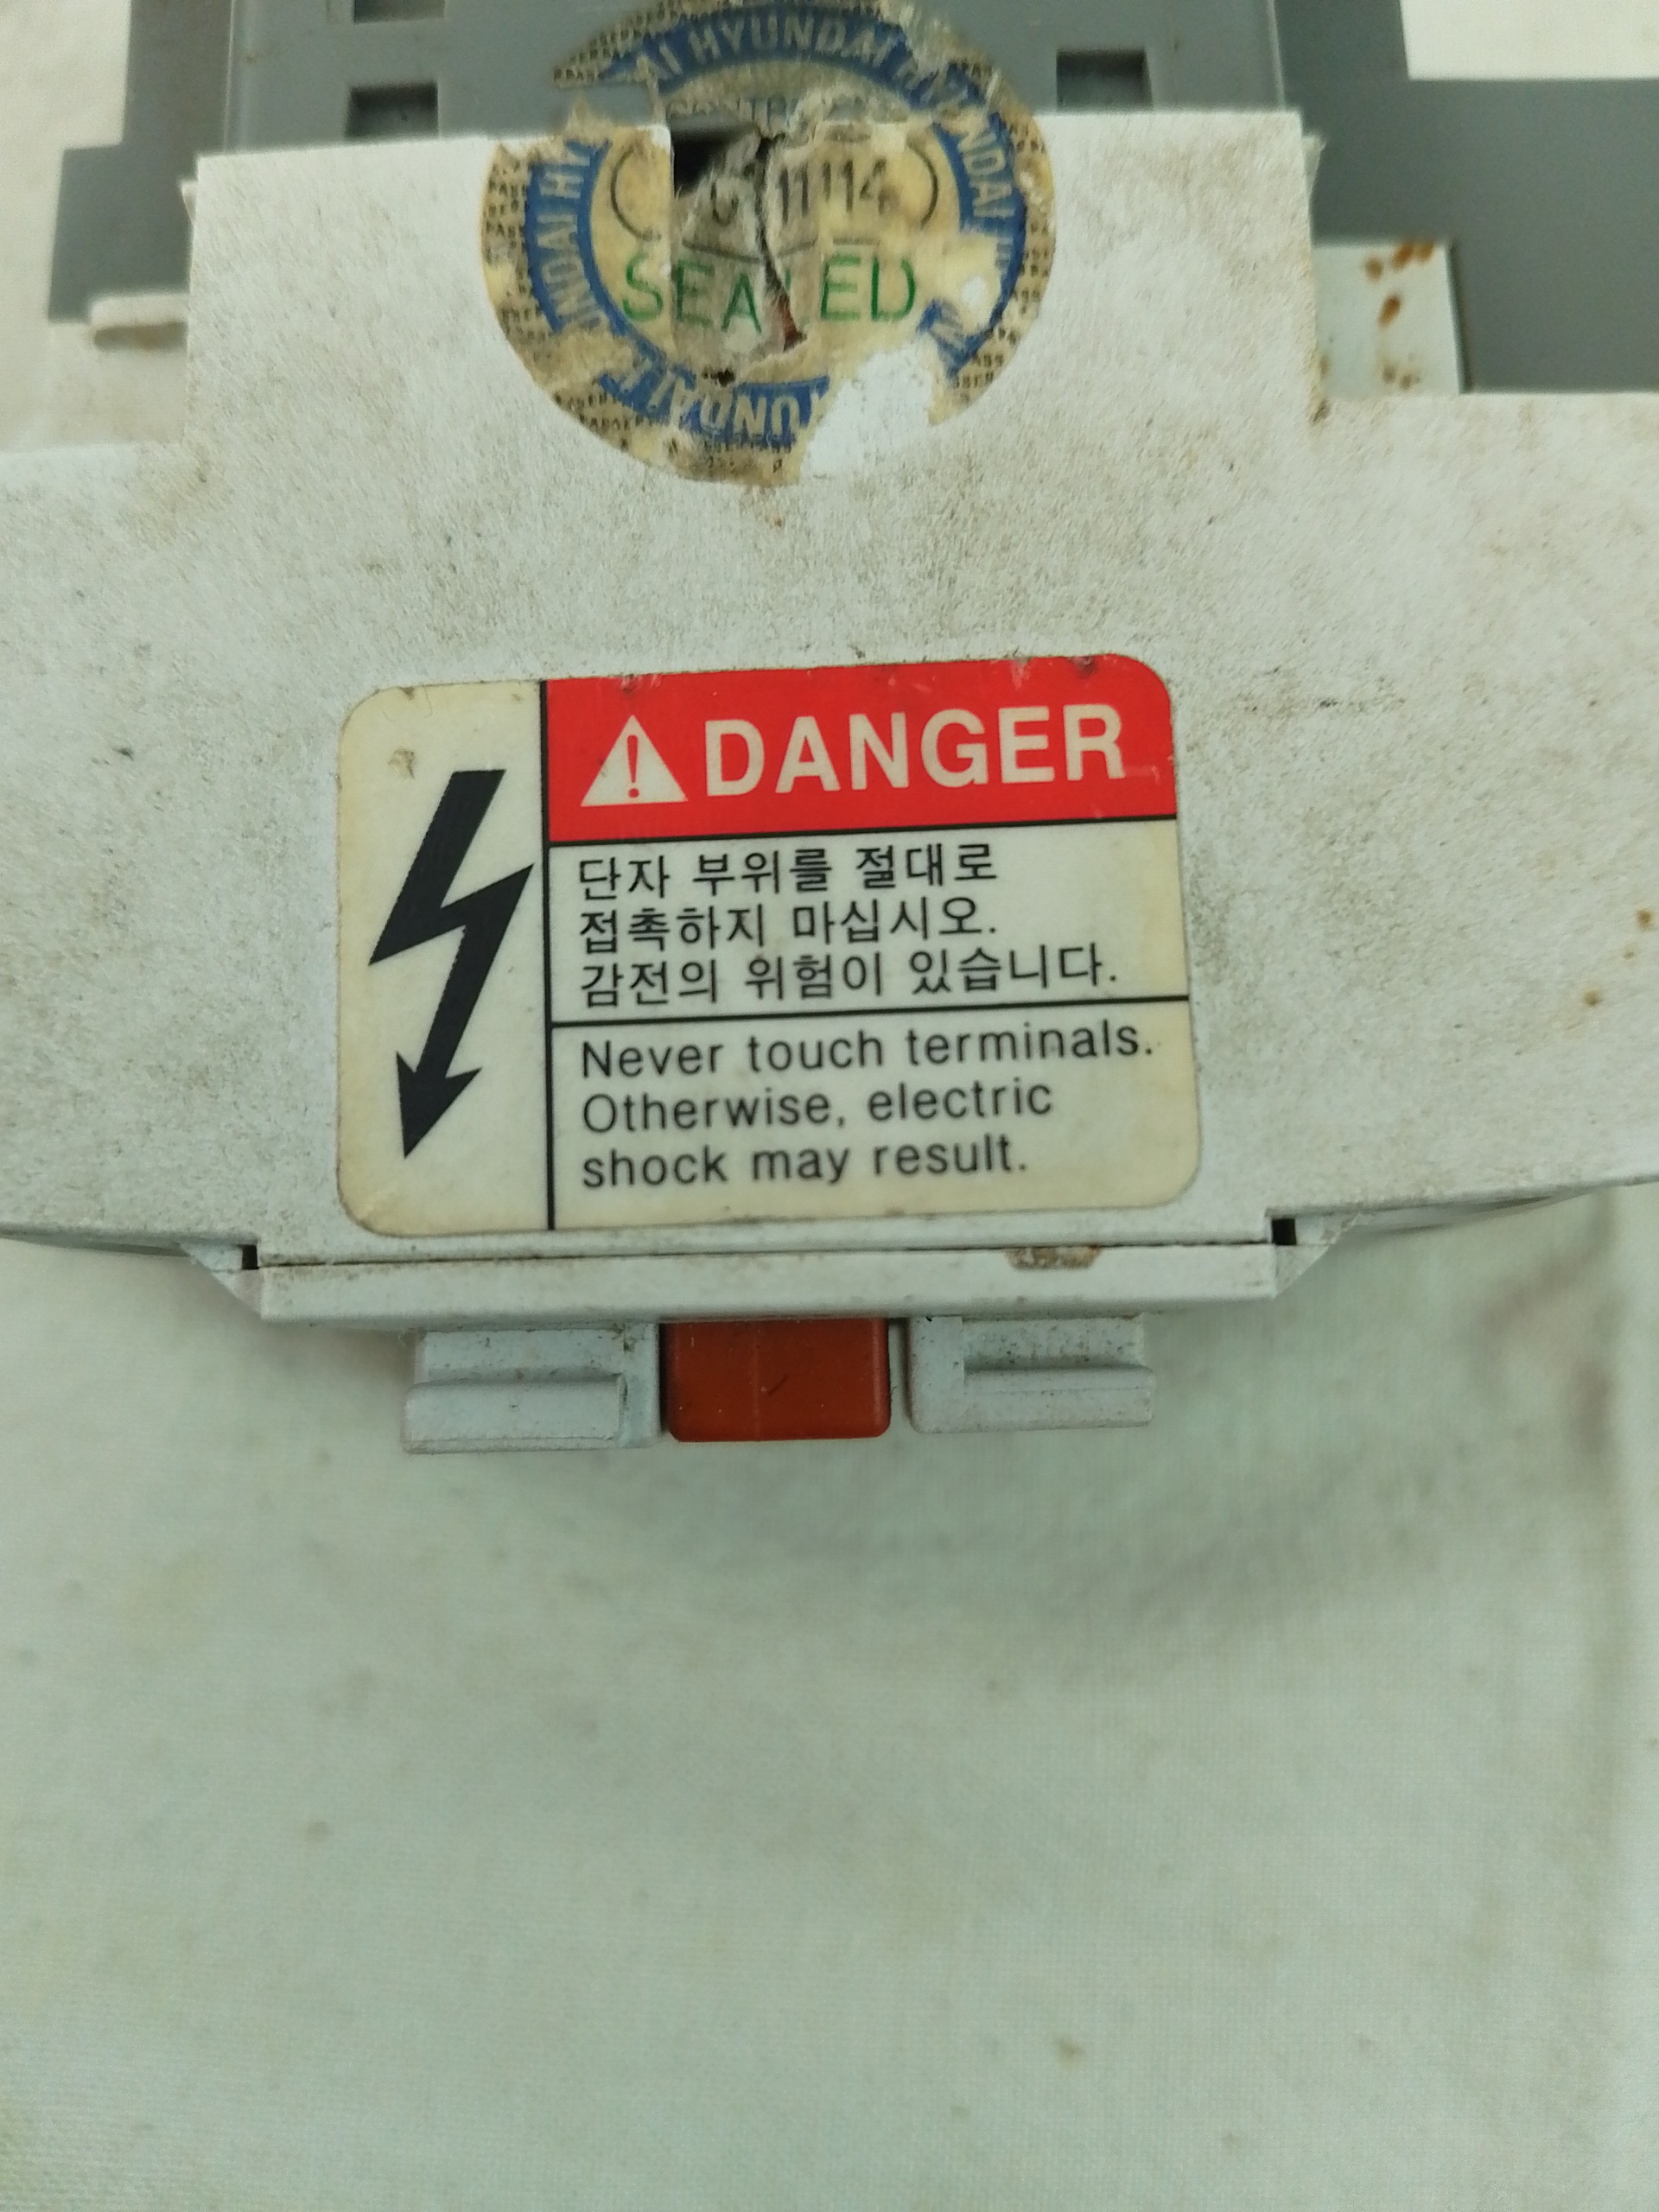 HYUNDAI
SEALED
DANGER
단자 부위를 절대로
접촉하지 마십시오.
감전의 위험이 있습니다.
Never touch terminals.
Otherwise, electric
shock may result.